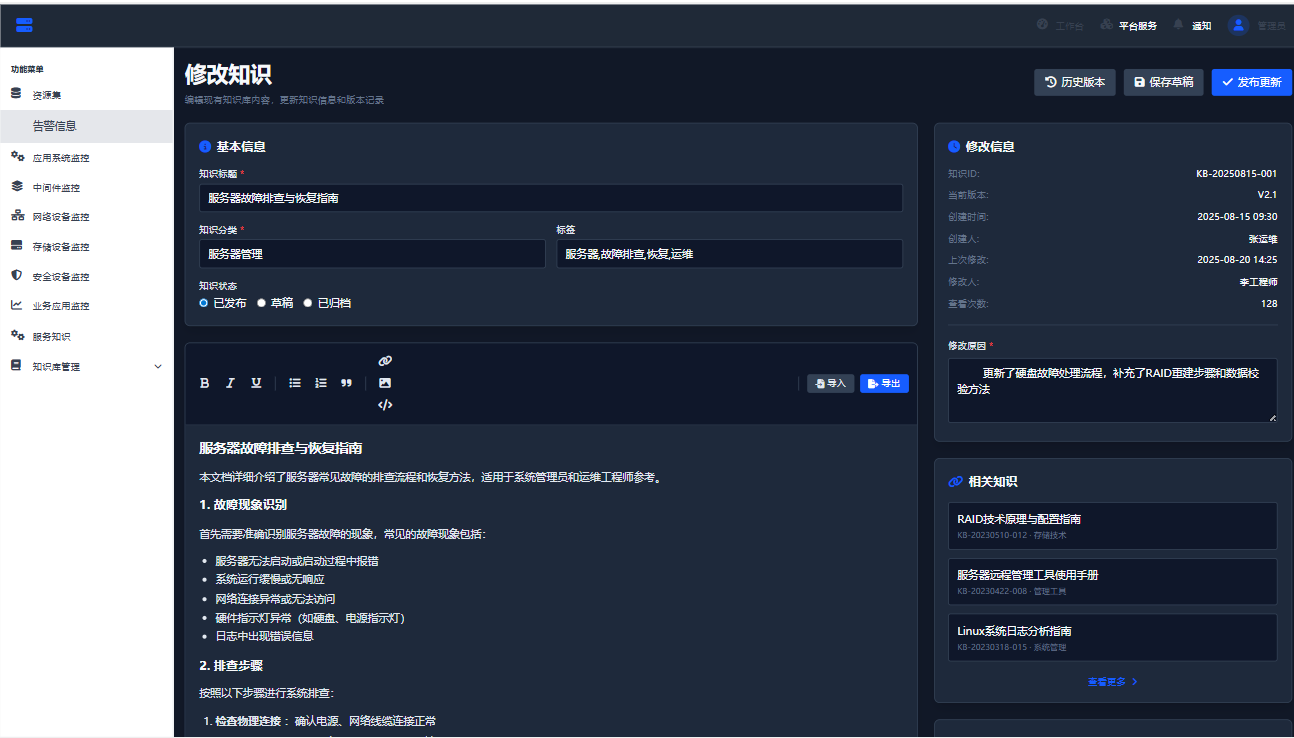 工作台 平台服务 通知 管理员
功能菜单
资源集
告警信息
应用系统监控
中间件监控
网络设备监控
存储设备监控
安全设备监控
业务应用监控
服务知识
知识库管理
修改知识
编辑现有知识库内容，更新知识信息和版本记录
历史版本 保存草稿 发布更新
基本信息
知识标题 *
服务器故障排查与恢复指南
知识分类 * 标签
服务器管理 服务器,故障排查,恢复,运维
知识状态
已发布 草稿 已归档
B I U
导入 导出
服务器故障排查与恢复指南
本文档详细介绍了服务器常见故障的排查流程和恢复方法，适用于系统管理员和运维工程师参考。
1. 故障现象识别
首先需要准确识别服务器故障的现象，常见的故障现象包括：
• 服务器无法启动或启动过程中报错
• 系统运行缓慢或无响应
• 网络连接异常或无法访问
• 硬件指示灯异常（如硬盘、电源指示灯）
• 日志中出现错误信息
2. 排查步骤
按照以下步骤进行系统排查：
1. 检查物理连接 ：确认电源、网络线缆连接正常
修改信息
知识ID: KB-20250815-001
当前版本: V2.1
创建时间: 2025-08-15 09:30
创建人: 张运维
上次修改: 2025-08-20 14:25
修改人: 李工程师
查看次数: 128
修改原因 *
更新了硬盘故障处理流程，补充了RAID重建步骤和数据校
验方法
相关知识
RAID技术原理与配置指南
KB-20230510-012 · 存储技术
服务器远程管理工具使用手册
KB-20230422-008 · 管理工具
Linux系统日志分析指南
KB-20230318-015 · 系统管理
查看更多